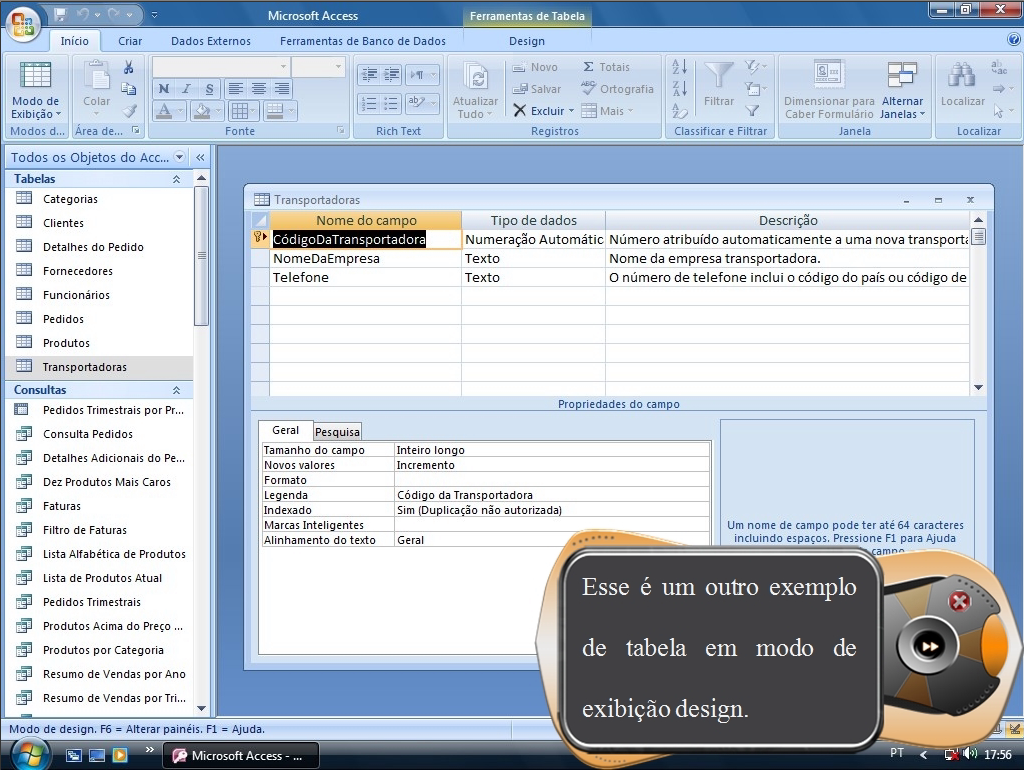 Microsoft Access
Ferramentas de Tabela
Início
Criar
Dados Externos
Ferramentas de Banco de Dados
Design
Modo de Exibição
Colar
N I S
Atualizar Tudo
Novo
Salvar
Excluir
Totais
Ortografia
Mais
Filtrar
Dimensionar para Caber Formulário
Alternar Janelas
Localizar
Modos d...
Área de...
Fonte
Rich Text
Registros
Classificar e Filtrar
Janela
Localizar
Todos os Objetos do Acc...
Tabelas
Categorias
Clientes
Detalhes do Pedido
Fornecedores
Funcionários
Pedidos
Produtos
Transportadoras
Consultas
Pedidos Trimestrais por Pr...
Consulta Pedidos
Detalhes Adicionais do Pe...
Dez Produtos Mais Caros
Faturas
Filtro de Faturas
Lista Alfabética de Produtos
Lista de Produtos Atual
Pedidos Trimestrais
Produtos Acima do Preço ...
Produtos por Categoria
Resumo de Vendas por Ano
Resumo de Vendas por Tri...
Transportadoras
Nome do campo Tipo de dados Descrição
CódigoDaTransportadora Numeração Automátic Número atribuído automaticamente a uma nova transporta
NomeDaEmpresa Texto Nome da empresa transportadora.
Telefone Texto O número de telefone inclui o código do país ou código de
Propriedades do campo
Geral Pesquisa
Tamanho do campo Inteiro longo
Novos valores Incremento
Formato
Legenda Código da Transportadora
Indexado Sim (Duplicação não autorizada)
Marcas Inteligentes
Alinhamento do texto Geral
Um nome de campo pode ter até 64 caracteres
incluindo espaços. Pressione F1 para Ajuda
campo.
Esse é um outro exemplo
de tabela em modo de
exibição design.
Modo de design. F6 = Alterar painéis. F1 = Ajuda.
Microsoft Access - ...
PT
17:56